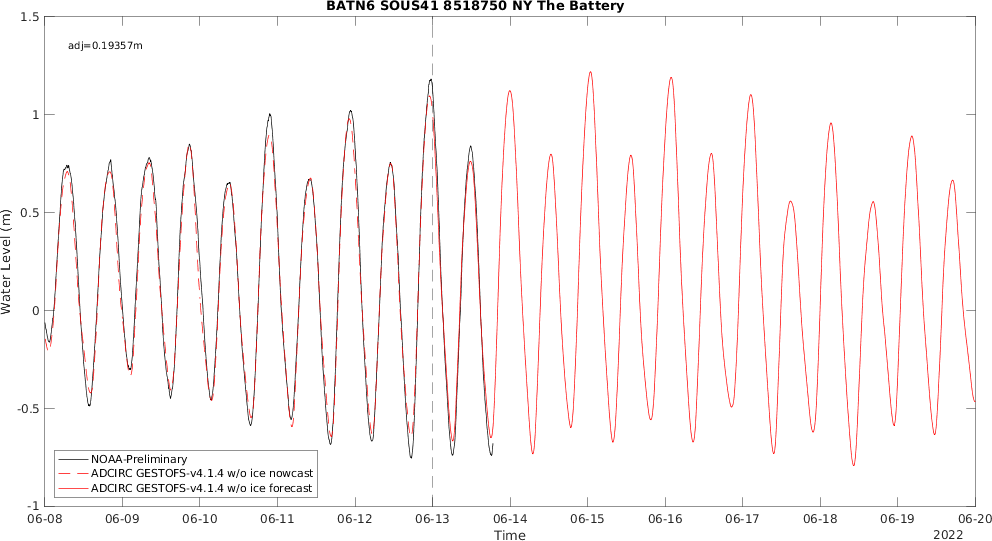 BATN6 SOUS41 8518750 NY The Battery
1.5
adj=0.19357m
1
0.5
0
-0.5
-1
Water Level (m)
NOAA-Preliminary
ADCIRC GESTOFS-v4.1.4 w/o ice nowcast
ADCIRC GESTOFS-v4.1.4 w/o ice forecast
06-08 06-09 06-10 06-11 06-12 06-13 06-14 06-15 06-16 06-17 06-18 06-19 06-20
Time
2022